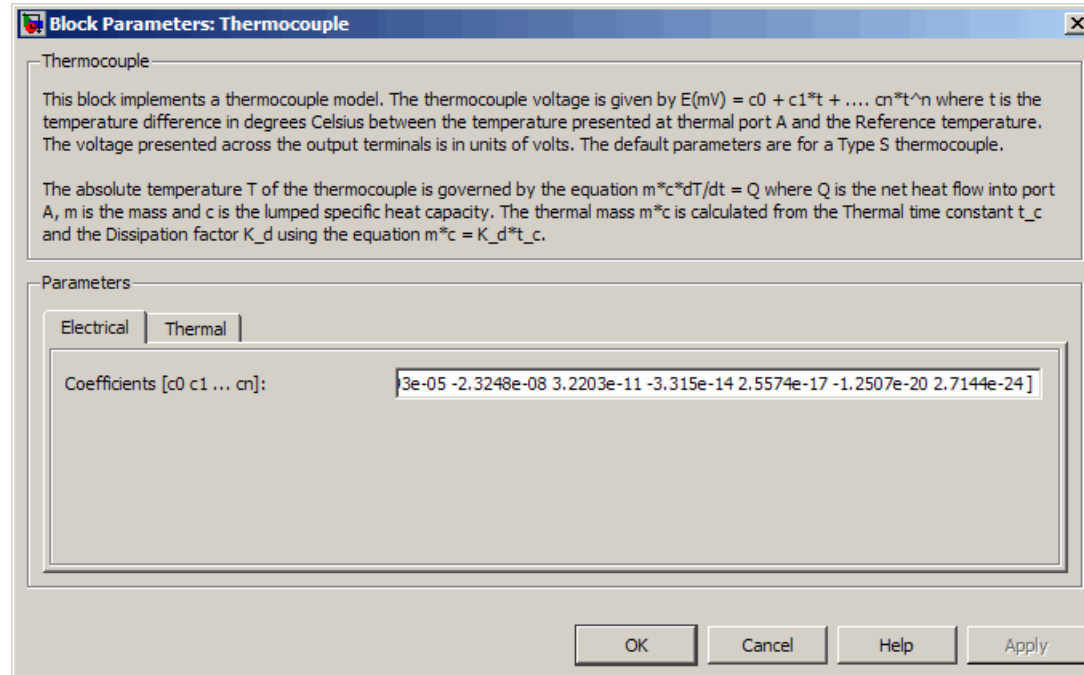 Block Parameters: Thermocouple
Thermocouple
This block implements a thermocouple model. The thermocouple voltage is given by E(mV) = c0 + c1*t + .... cn*t^n where t is the
temperature difference in degrees Celsius between the temperature presented at thermal port A and the Reference temperature.
The voltage presented across the output terminals is in units of volts. The default parameters are for a Type S thermocouple.
The absolute temperature T of the thermocouple is governed by the equation m*c*dT/dt = Q where Q is the net heat flow into port
A, m is the mass and c is the lumped specific heat capacity. The thermal mass m*c is calculated from the Thermal time constant t_c
and the Dissipation factor K_d using the equation m*c = K_d*t_c.
Parameters
Electrical Thermal
Coefficients [c0 c1 ... cn]: 3e-05 -2.3248e-08 3.2203e-11 -3.315e-14 2.5574e-17 -1.2507e-20 2.7144e-24 ]
OK Cancel Help Apply